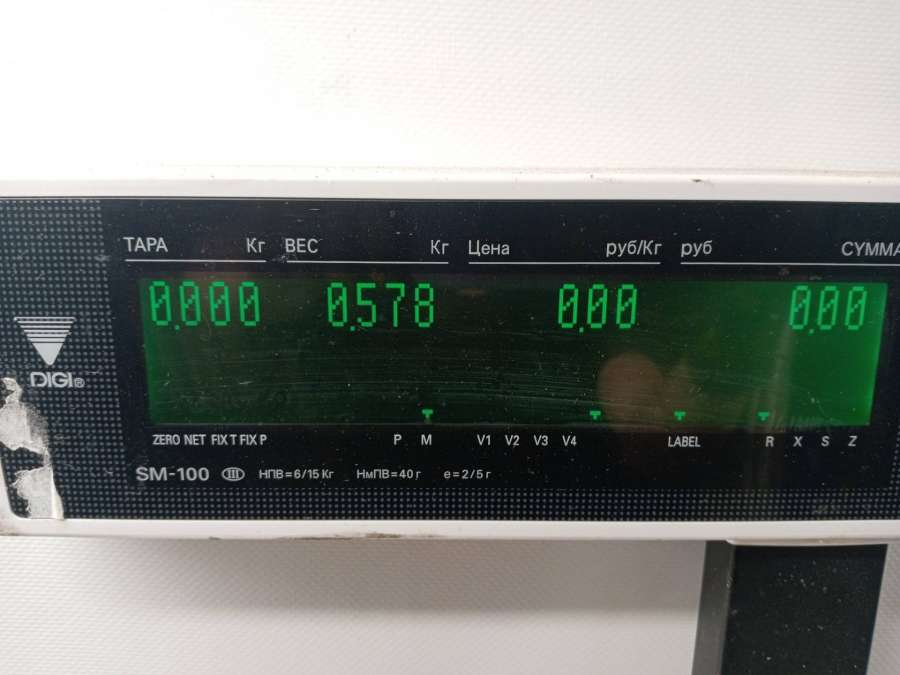 ТАРА Кг ВЕС Кг Цена руб/Кг руб СУММА
0.000 0.578 0.00 0.00
DIGI®
ZERO NET FIX T FIX P P M V1 V2 V3 V4 LABEL R X S Z
SM-100 III НПВ=6/15 Кг НмПВ=40 г e=2/5 г